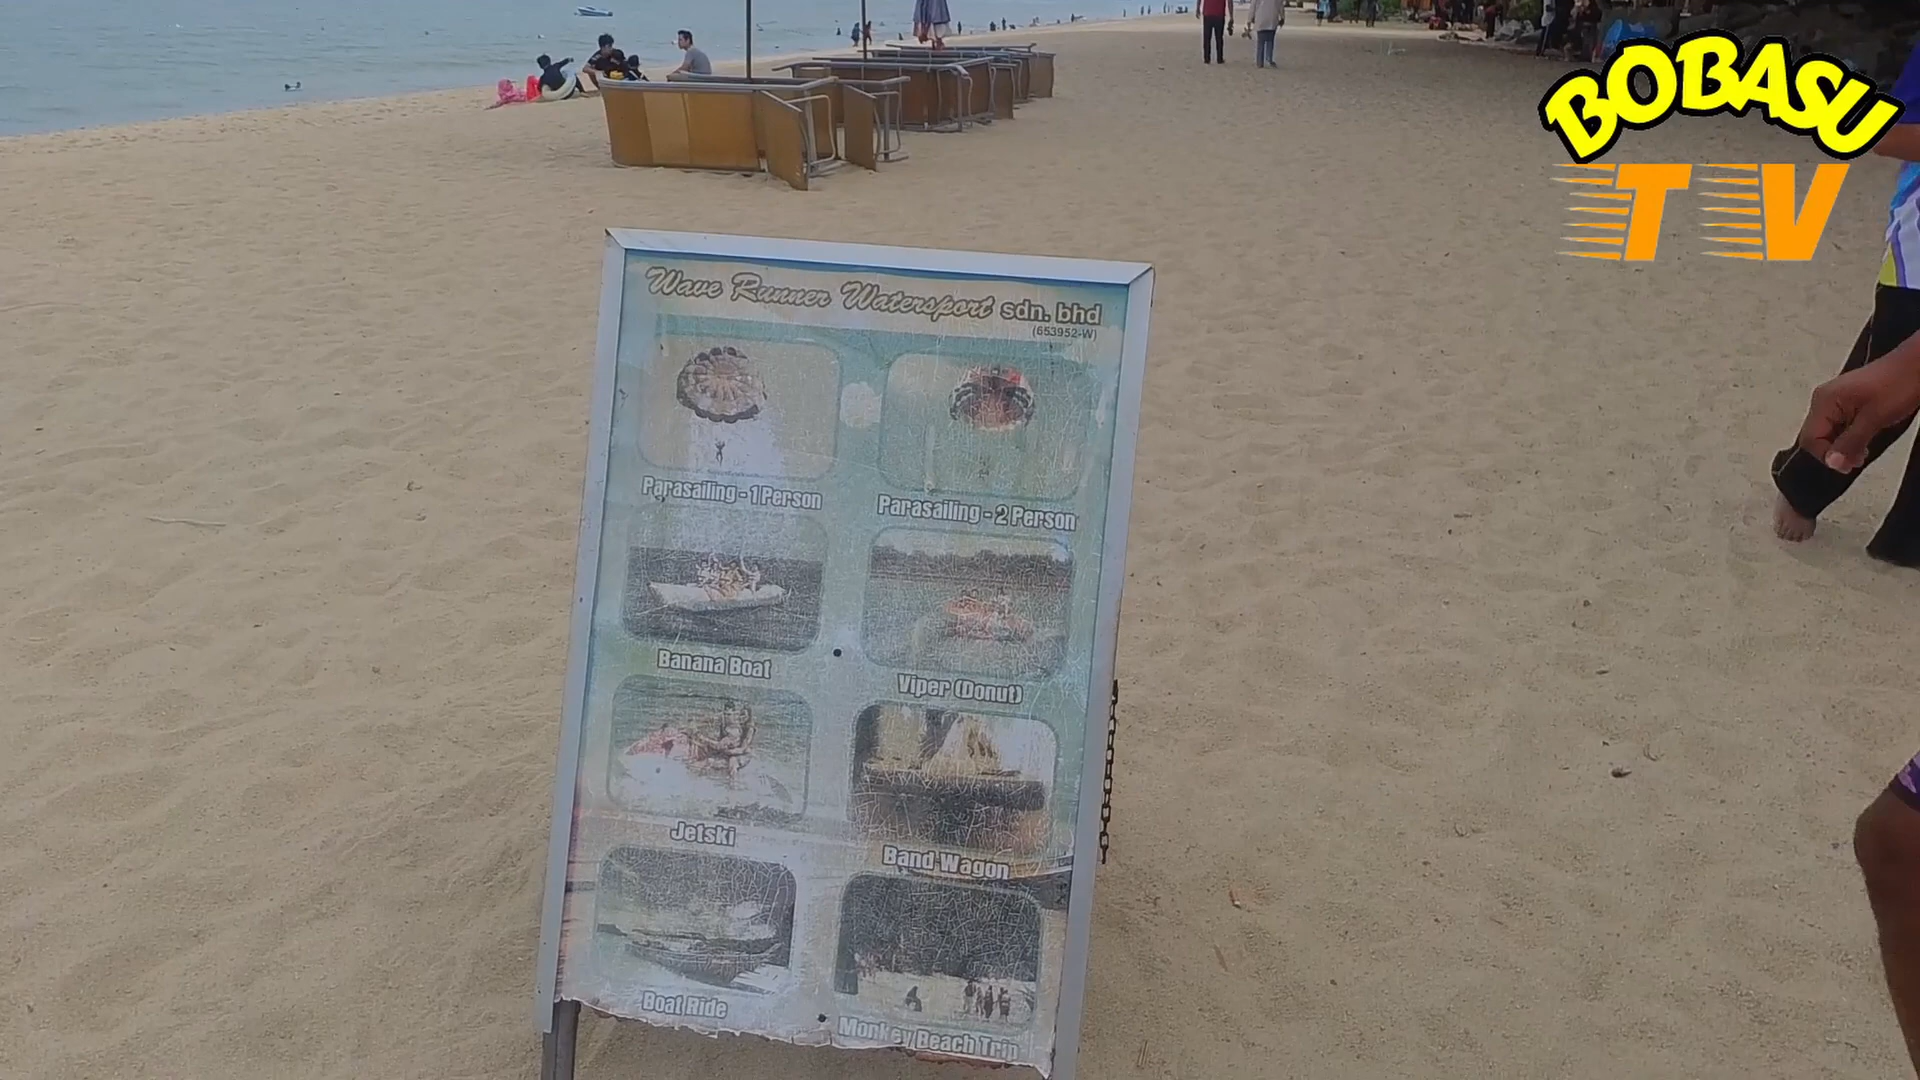 BOBASU
TV
Wave Runner Watersport sdn. bhd
(653952-W)
Parasailing - 1 Person
Parasailing - 2 Person
Banana Boat
Viper (Donut)
Jetski
Band Wagon
Boat Ride
Monkey Beach Trip